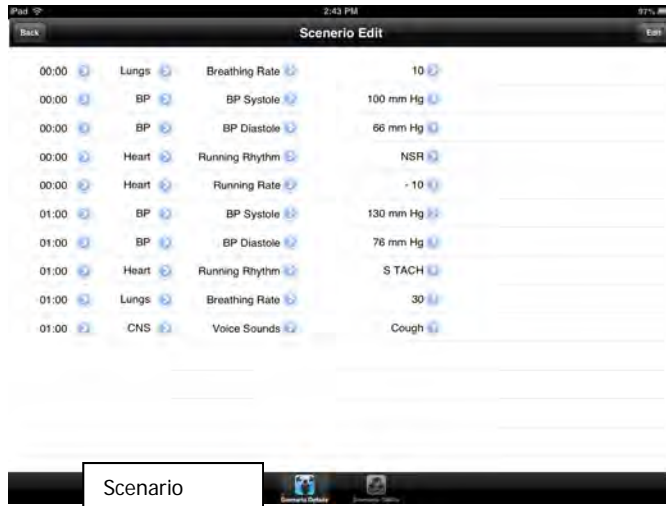 iPad 2:43 PM 97%
Back Scenerio Edit Edit
00:00 Lungs Breathing Rate 10
00:00 BP BP Systole 100 mm Hg
00:00 BP BP Diastole 66 mm Hg
00:00 Heart Running Rhythm NSR
00:00 Heart Running Rate - 10
01:00 BP BP Systole 130 mm Hg
01:00 BP BP Diastole 76 mm Hg
01:00 Heart Running Rhythm S TACH
01:00 Lungs Breathing Rate 30
01:00 CNS Voice Sounds Cough
Scenario
Scenario Details